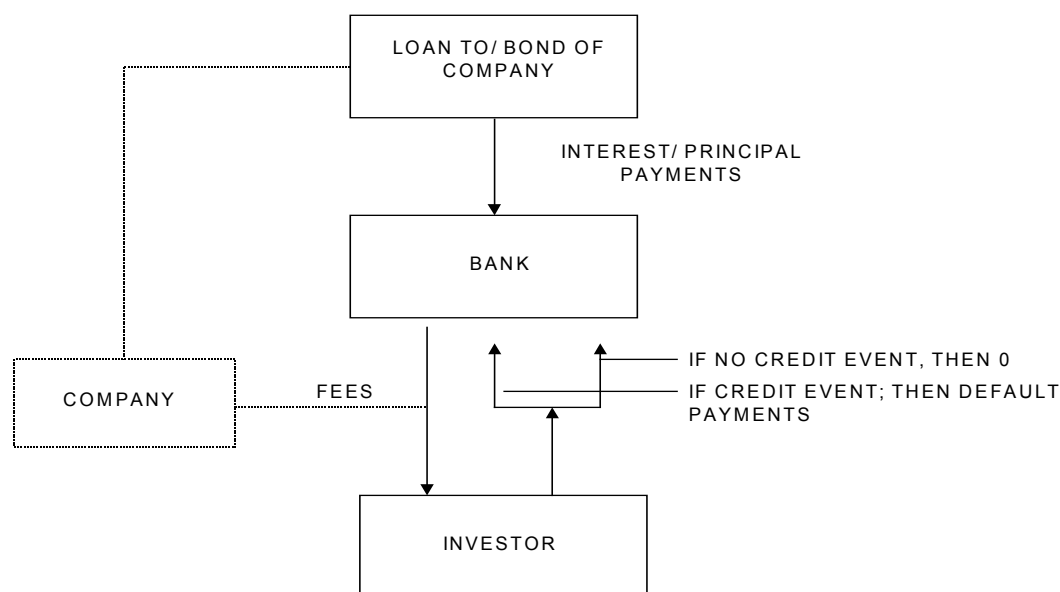 LOAN TO/ BOND OF
COMPANY
INTEREST/ PRINCIPAL
PAYMENTS
BANK
IF NO CREDIT EVENT, THEN 0
IF CREDIT EVENT; THEN DEFAULT
PAYMENTS
COMPANY
FEES
INVESTOR